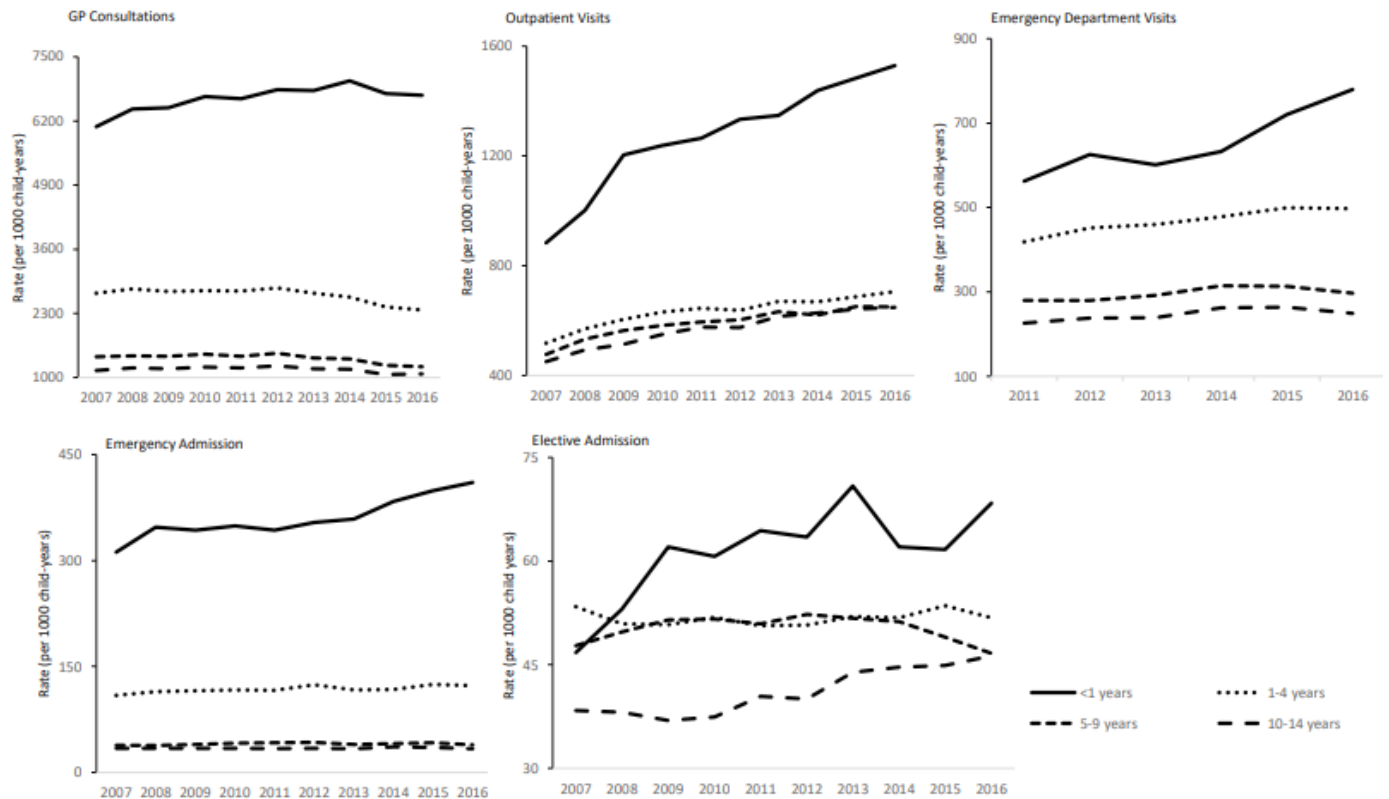 GP Consultations
Rate (per 1000 child-years)
7500
6200
4900
3600
2300
1000
2007 2008 2009 2010 2011 2012 2013 2014 2015 2016
Outpatient Visits
Rate (per 1000 child-years)
1600
1200
800
400
2007 2008 2009 2010 2011 2012 2013 2014 2015 2016
Emergency Department Visits
Rate (per 1000 child-years)
900
700
500
300
100
2011 2012 2013 2014 2015 2016
Emergency Admission
Rate (per 1000 child-years)
450
300
150
0
2007 2008 2009 2010 2011 2012 2013 2014 2015 2016
Elective Admission
Rate (per 1000 child years)
75
60
45
30
2007 2008 2009 2010 2011 2012 2013 2014 2015 2016
<1 years
1-4 years
5-9 years
10-14 years